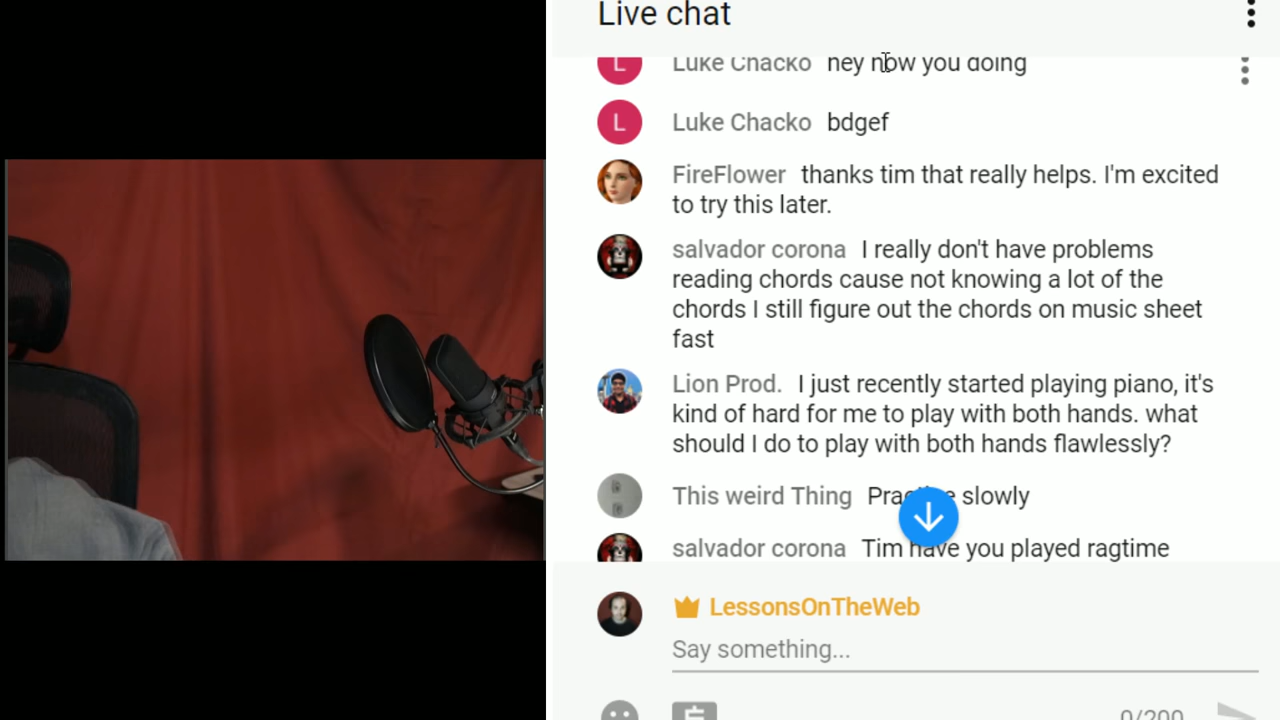 Live chat
Luke Chacko hey now you doing
Luke Chacko bdgef
FireFlower thanks tim that really helps. I'm excited
to try this later.
salvador corona I really don't have problems
reading chords cause not knowing a lot of the
chords I still figure out the chords on music sheet
fast
Lion Prod. I just recently started playing piano, it's
kind of hard for me to play with both hands. what
should I do to play with both hands flawlessly?
This weird Thing slowly
salvador corona Tim have you played ragtime
LessonsOnTheWeb
Say something...
0/200